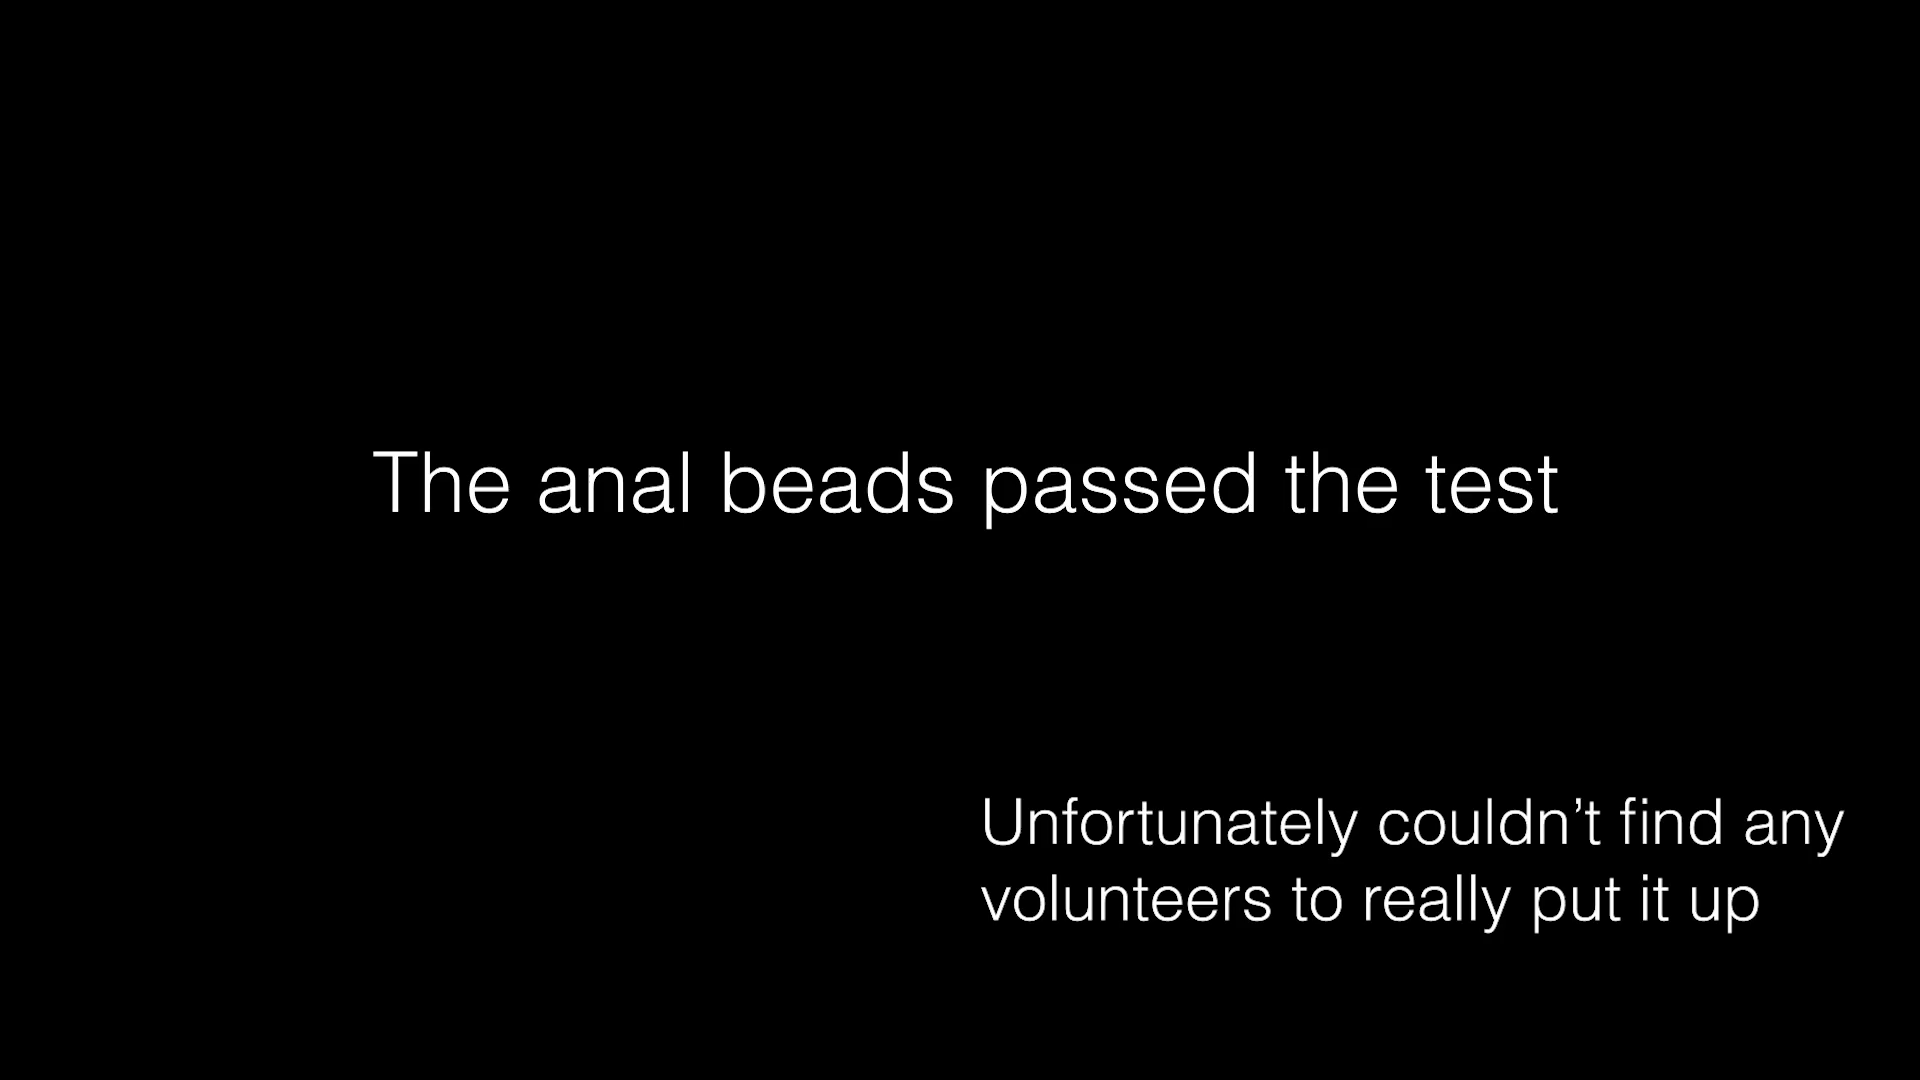 The anal beads passed the test
Unfortunately couldn’t find any
volunteers to really put it up